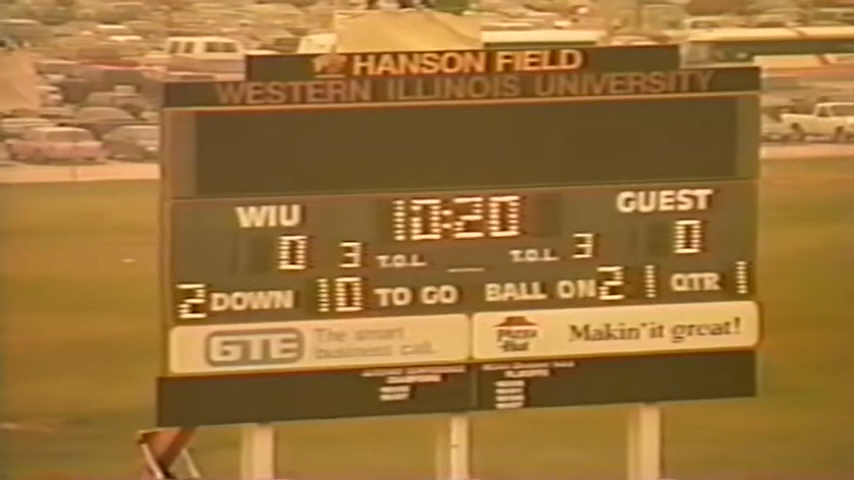 HANSON FIELD
WESTERN ILLINOIS UNIVERSITY
WIU 10:20 GUEST
0 3 T.O.L. T.O.L. 3 0
2 DOWN 10 TO GO BALL ON 21 QTR 1
GTE The smart business call. Pizza Hut Makin' it great!